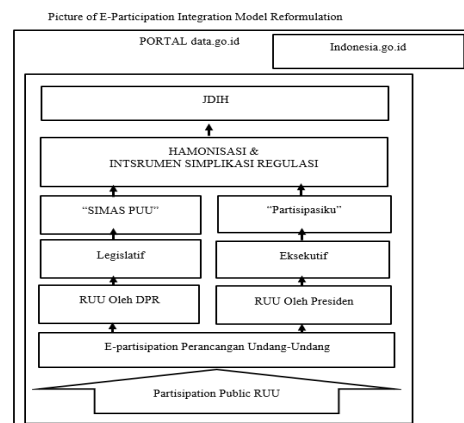 Picture of E-Participation Integration Model Reformulation
PORTAL data.go.id
Indonesia.go.id
JDIH
HAMONISASI &
INTSRUMEN SIMPLIKASI REGULASI
“SIMAS PUU”
“Partisipasiku”
Legislatif
Eksekutif
RUU Oleh DPR
RUU Oleh Presiden
E-partisipation Perancangan Undang-Undang
Partisipation Public RUU